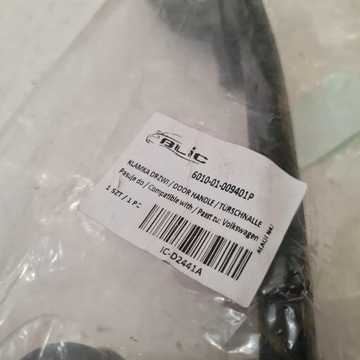 BLIC
6010-01-009401P
KLAMKA DRZWI / DOOR HANDLE / TÜRSCHNALLE
Pasuje do / Compatible with / Passt zu: Volkswagen
1 SZT / 1 PC
IC-D2441A